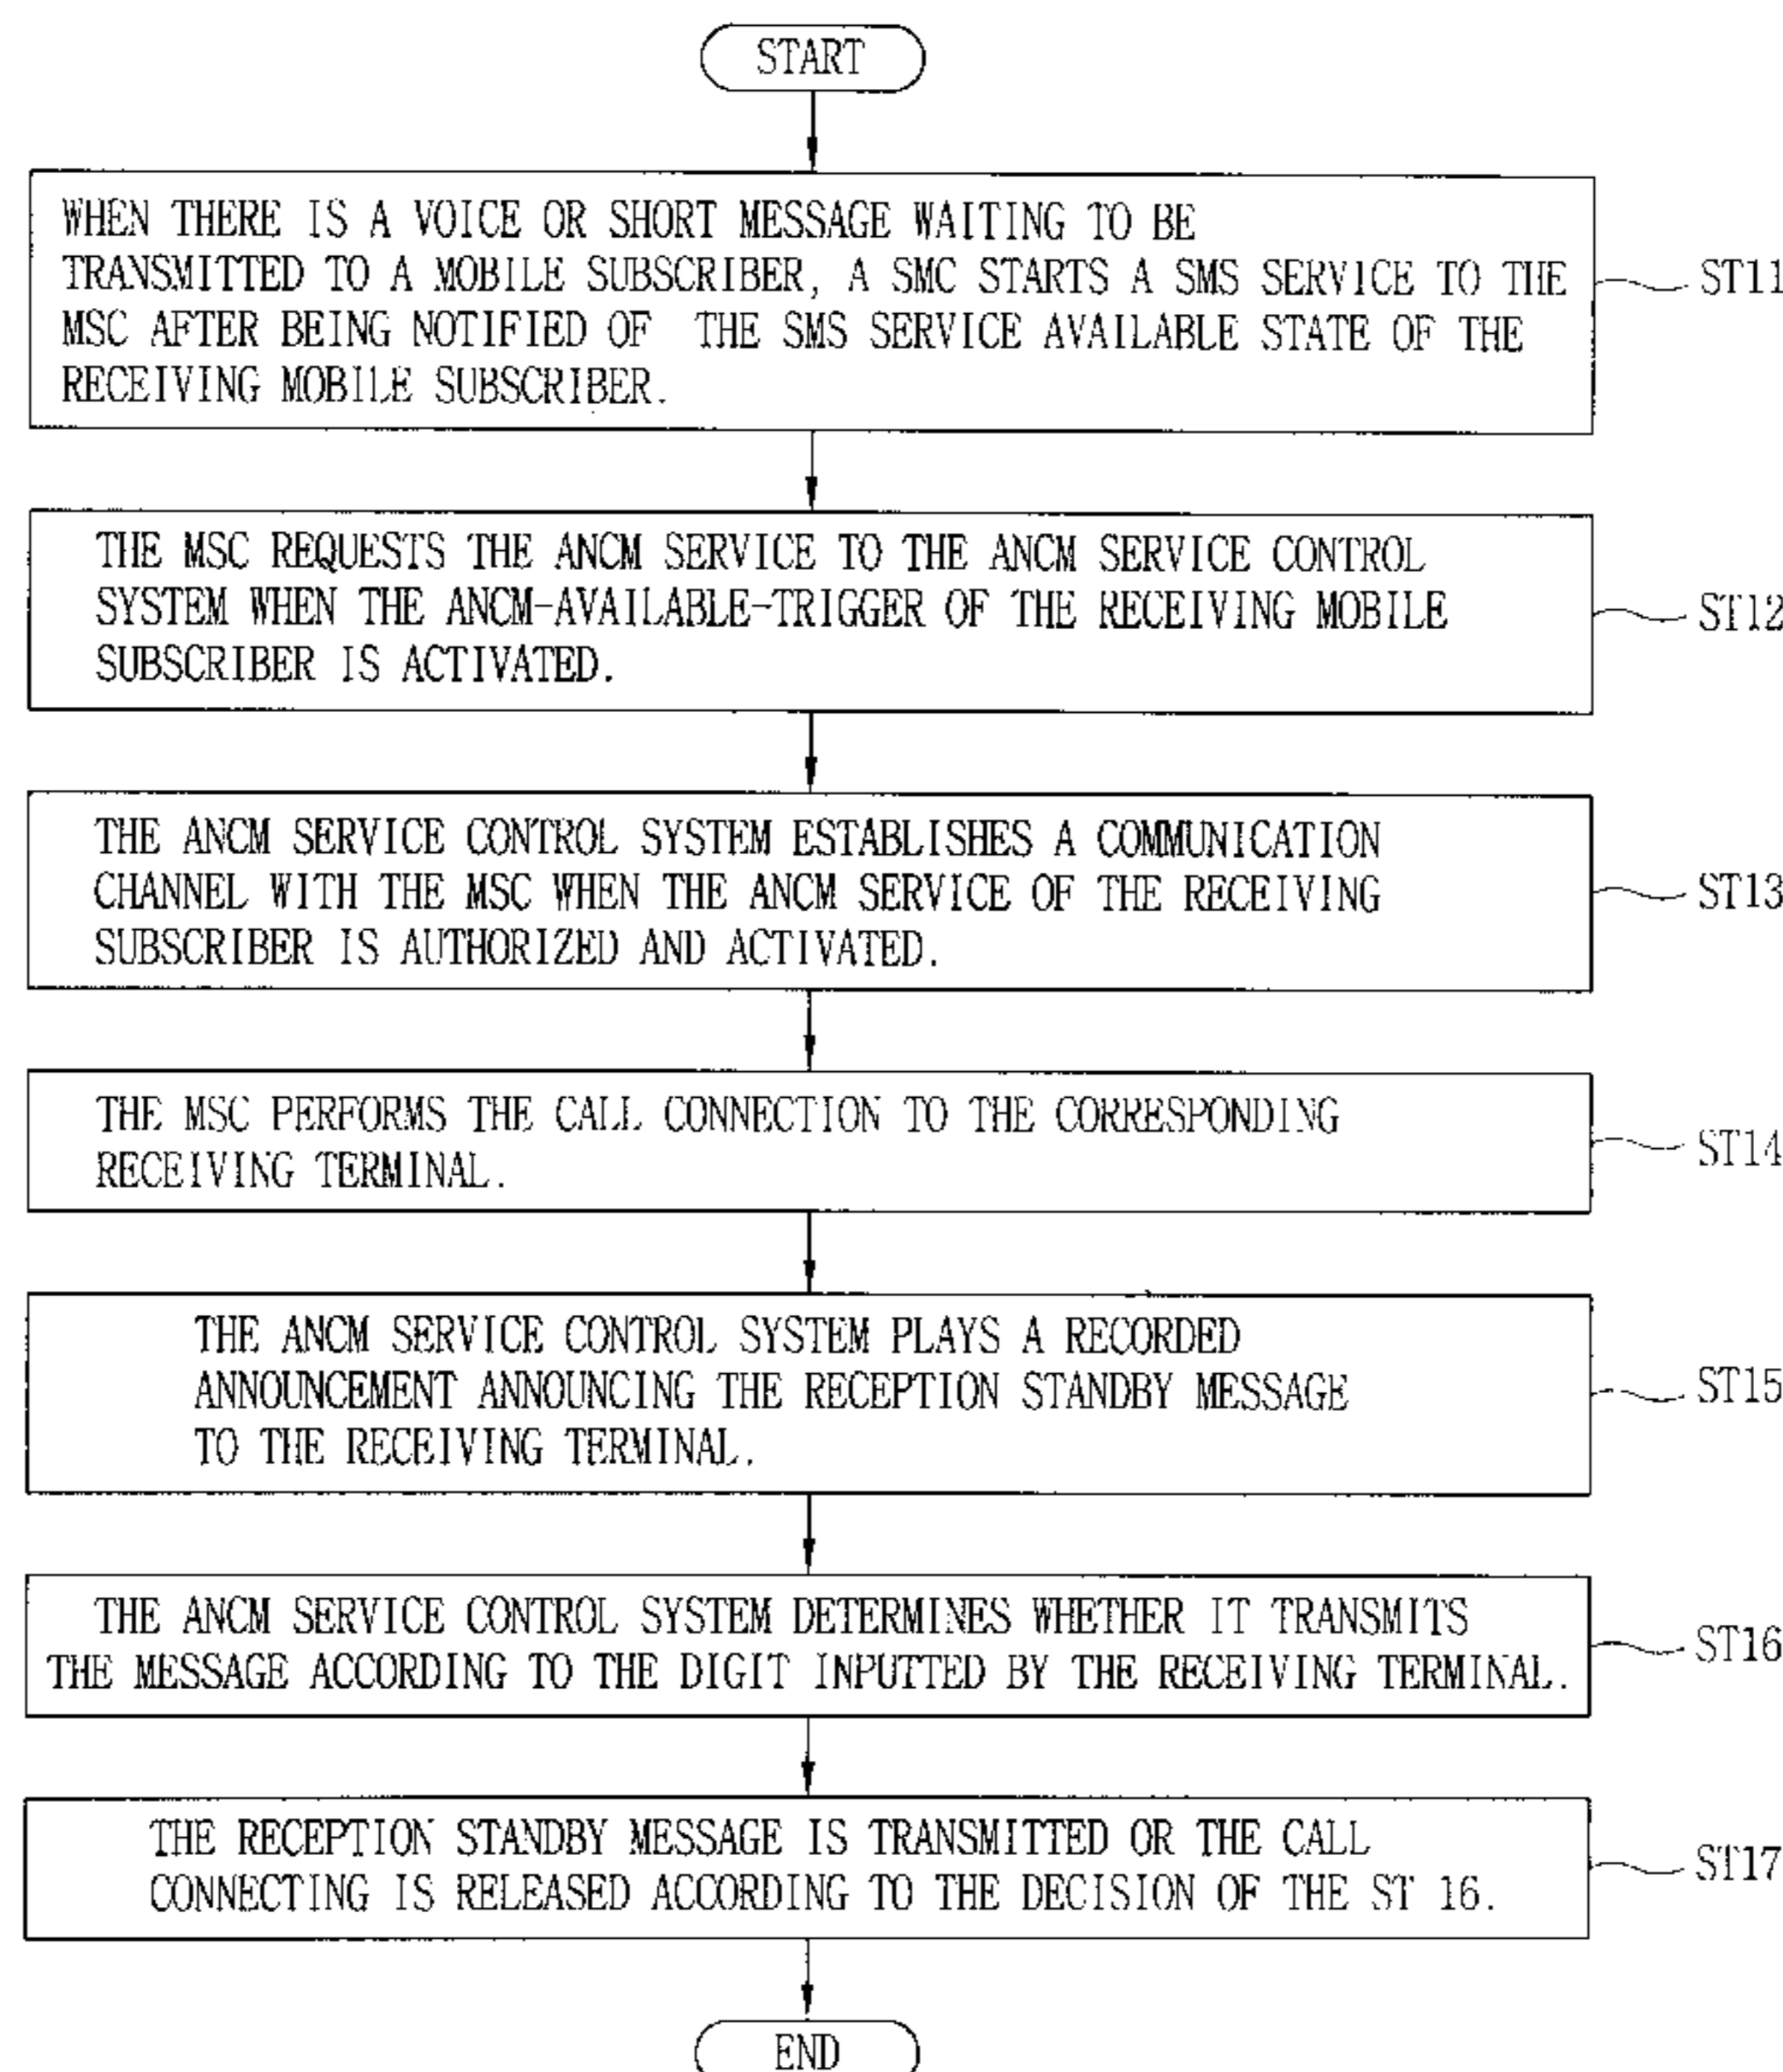 START
WHEN THERE IS A VOICE OR SHORT MESSAGE WAITING TO BE
TRANSMITTED TO A MOBILE SUBSCRIBER, A SMC STARTS A SMS SERVICE TO THE
MSC AFTER BEING NOTIFIED OF THE SMS SERVICE AVAILABLE STATE OF THE
RECEIVING MOBILE SUBSCRIBER.
ST11
THE MSC REQUESTS THE ANCM SERVICE TO THE ANCM SERVICE CONTROL
SYSTEM WHEN THE ANCM-AVAILABLE-TRIGGER OF THE RECEIVING MOBILE
SUBSCRIBER IS ACTIVATED.
ST12
THE ANCM SERVICE CONTROL SYSTEM ESTABLISHES A COMMUNICATION
CHANNEL WITH THE MSC WHEN THE ANCM SERVICE OF THE RECEIVING
SUBSCRIBER IS AUTHORIZED AND ACTIVATED.
ST13
THE MSC PERFORMS THE CALL CONNECTION TO THE CORRESPONDING
RECEIVING TERMINAL.
ST14
THE ANCM SERVICE CONTROL SYSTEM PLAYS A RECORDED
ANNOUNCEMENT ANNOUNCING THE RECEPTION STANDBY MESSAGE
TO THE RECEIVING TERMINAL.
ST15
THE ANCM SERVICE CONTROL SYSTEM DETERMINES WHETHER IT TRANSMITS
THE MESSAGE ACCORDING TO THE DIGIT INPUTTED BY THE RECEIVING TERMINAL.
ST16
THE RECEPTION STANDBY MESSAGE IS TRANSMITTED OR THE CALL
CONNECTING IS RELEASED ACCORDING TO THE DECISION OF THE ST 16.
ST17
END